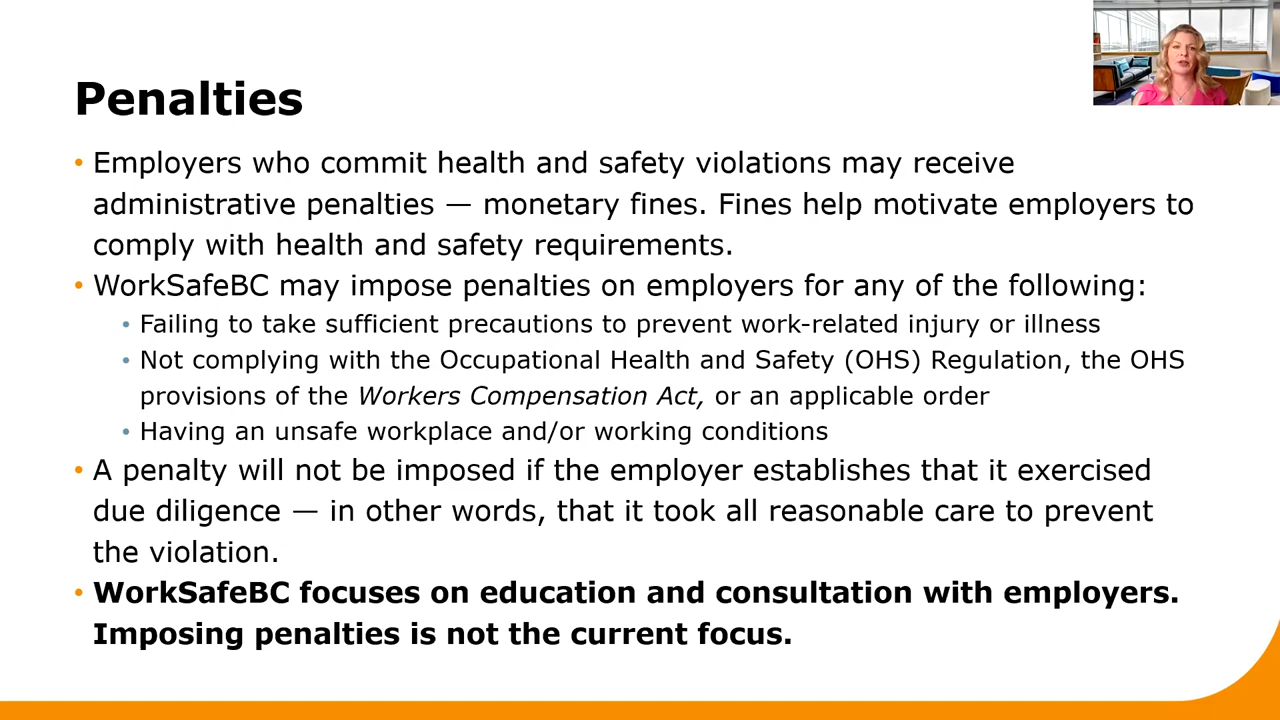 Penalties
• Employers who commit health and safety violations may receive
administrative penalties — monetary fines. Fines help motivate employers to
comply with health and safety requirements.
• WorkSafeBC may impose penalties on employers for any of the following:
• Failing to take sufficient precautions to prevent work-related injury or illness
• Not complying with the Occupational Health and Safety (OHS) Regulation, the OHS
provisions of the Workers Compensation Act, or an applicable order
• Having an unsafe workplace and/or working conditions
• A penalty will not be imposed if the employer establishes that it exercised
due diligence — in other words, that it took all reasonable care to prevent
the violation.
• WorkSafeBC focuses on education and consultation with employers.
Imposing penalties is not the current focus.